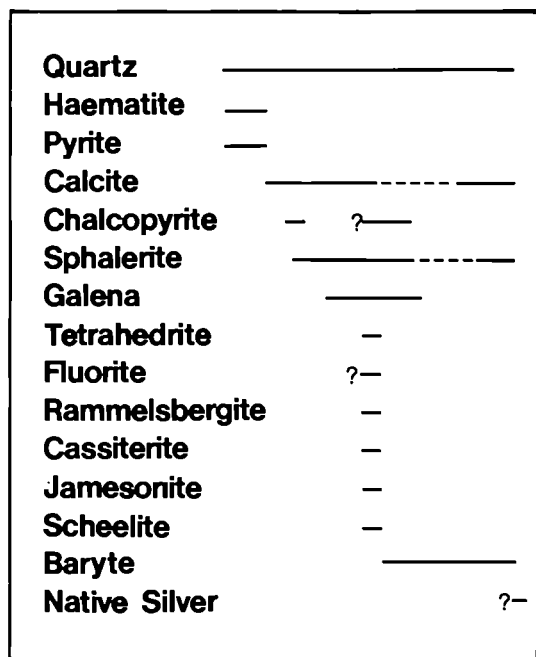 Quartz
Haematite
Pyrite
Calcite
Chalcopyrite ?
Sphalerite
Galena
Tetrahedrite
Fluorite ?
Rammelsbergite
Cassiterite
Jamesonite
Scheelite
Baryte
Native Silver ?